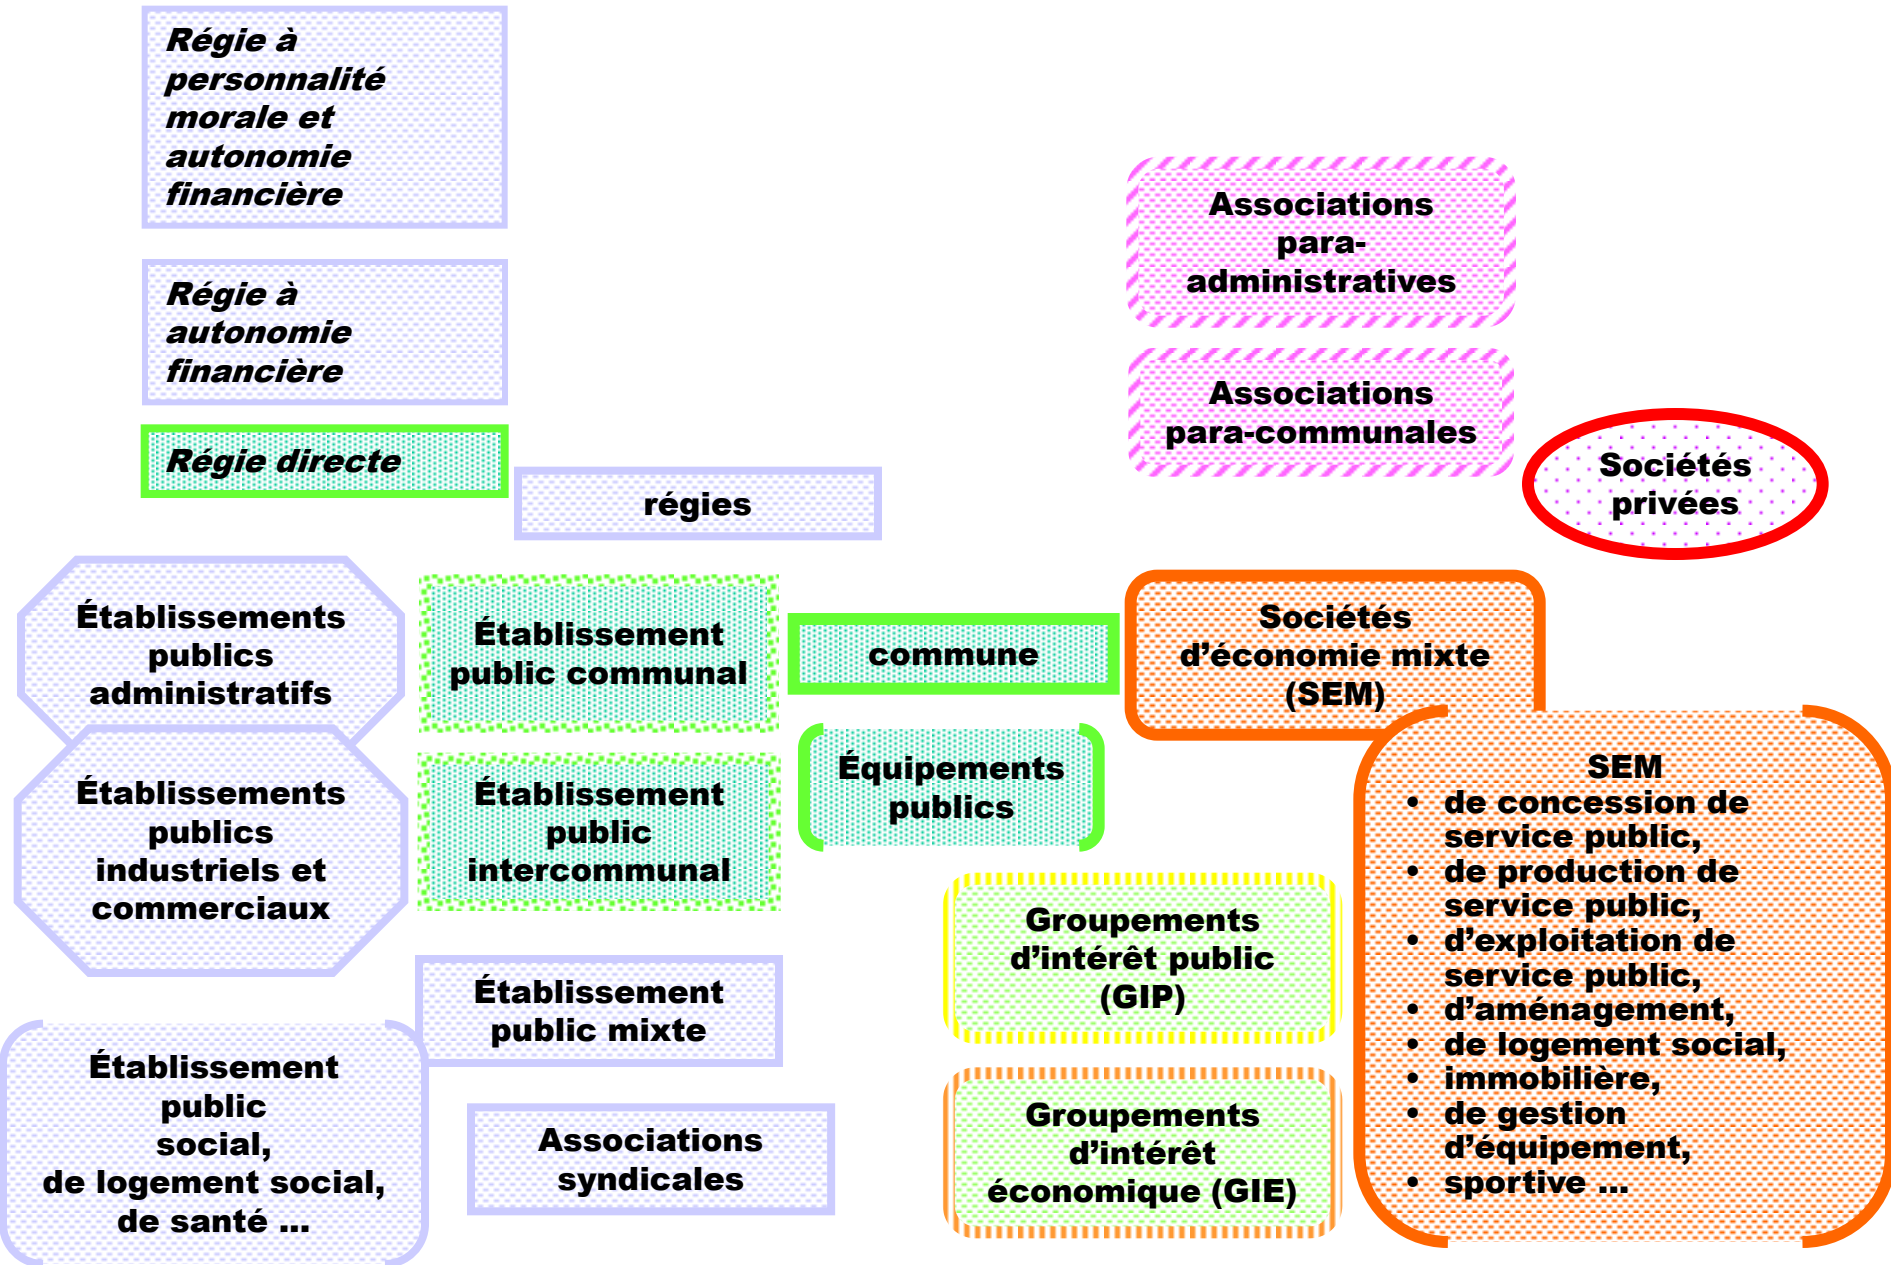 Régie à
personnalité
morale et
autonomie
financière
Régie à
autonomie
financière
Régie directe
régies
Associations
para-
administratives
Associations
para-communales
Sociétés
privées
Établissements
publics
administratifs
Établissement
public communal
commune
Sociétés
d’économie mixte
(SEM)
Établissements
publics
industriels et
commerciaux
Établissement
public
intercommunal
Équipements
publics
SEM
• de concession de
service public,
• de production de
service public,
• d’exploitation de
service public,
• d’aménagement,
• de logement social,
• immobilière,
• de gestion
d’équipement,
• sportive ...
Groupements
d’intérêt public
(GIP)
Établissement
public mixte
Établissement
public
social,
de logement social,
de santé ...
Associations
syndicales
Groupements
d’intérêt
économique (GIE)